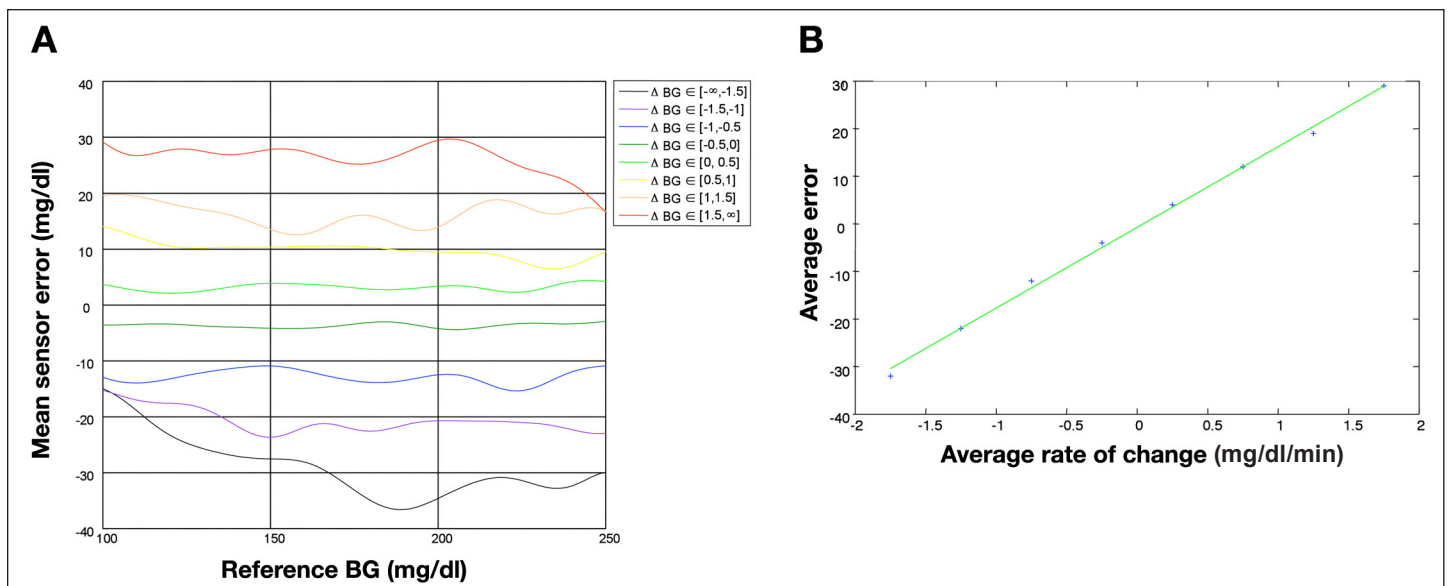 A
Mean sensor error (mg/dl)
40
30
20
10
0
-10
-20
-30
-40
100
150
200
250
Reference BG (mg/dl)
Δ BG ∈ [-∞,-1.5]
Δ BG ∈ [-1.5,-1]
Δ BG ∈ [-1,-0.5
Δ BG ∈ [-0.5,0]
Δ BG ∈ [0, 0.5]
Δ BG ∈ [0.5,1]
Δ BG ∈ [1,1.5]
Δ BG ∈ [1.5,∞]
B
Average error
30
20
10
0
-10
-20
-30
-40
-2
-1.5
-1
-0.5
0
0.5
1
1.5
2
Average rate of change (mg/dl/min)